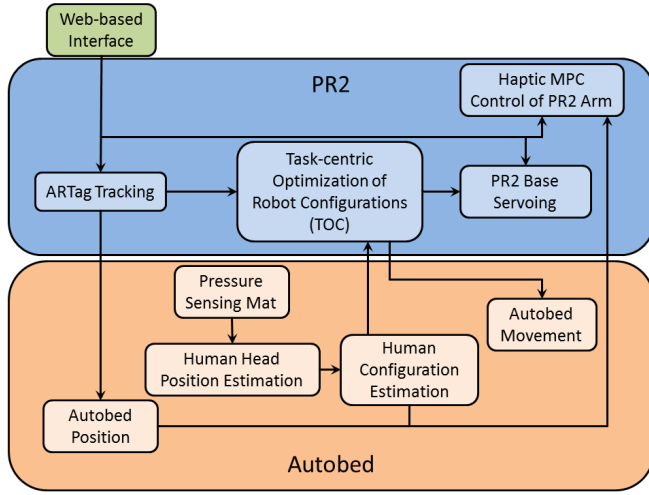 Web-based
Interface
PR2
Haptic MPC
Control of PR2 Arm
ARTag Tracking
Task-centric
Optimization of
Robot Configurations
(TOC)
PR2 Base
Servoing
Pressure
Sensing Mat
Autobed
Movement
Human Head
Position Estimation
Human
Configuration
Estimation
Autobed
Position
Autobed